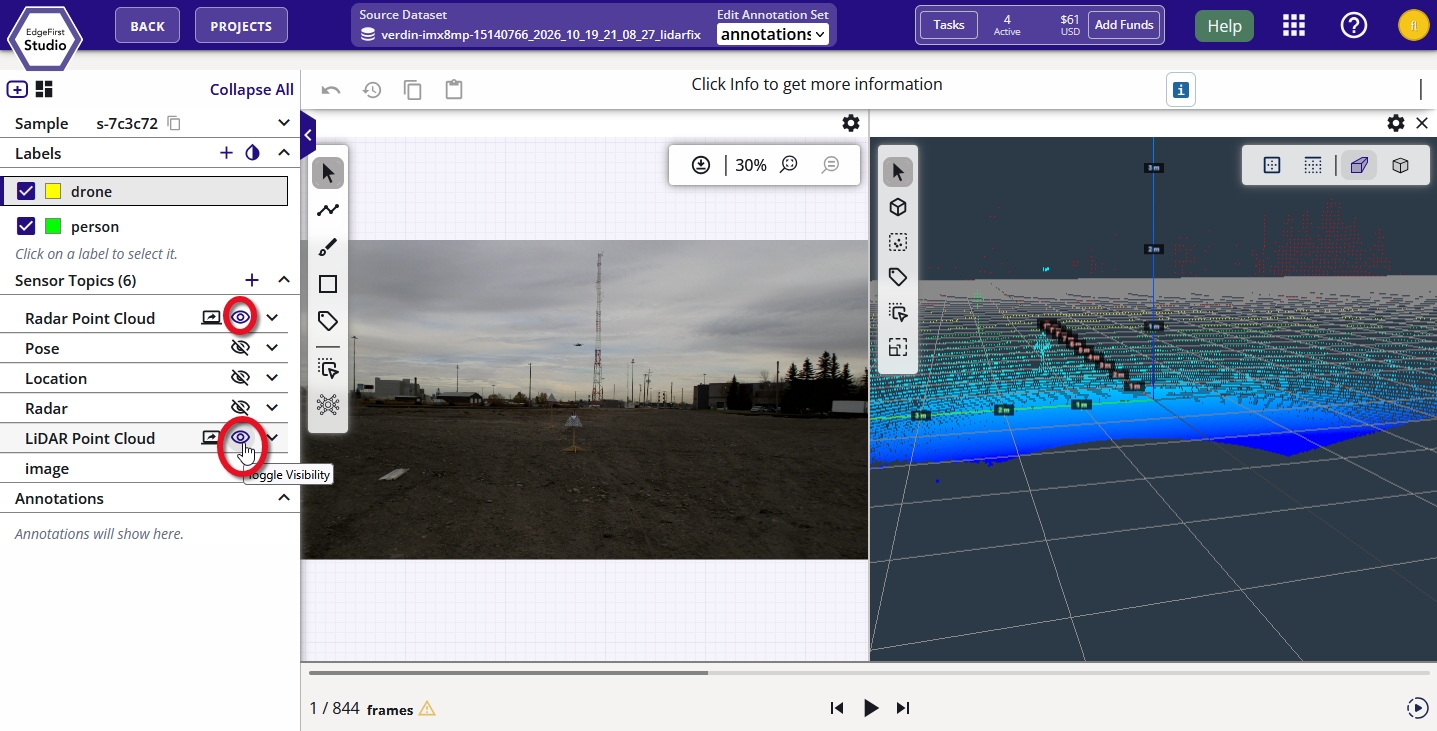 EdgeFirst
Studio
BACK
PROJECTS
Source Dataset
verdin-imx8mp-15140766_2026_10_19_21_08_27_lidarfix
Edit Annotation Set
annotations
Tasks
4
Active
$61
USD
Add Funds
Help
fl
Collapse All
Click Info to get more information
Sample s-7c3c72
Labels
drone
person
Click on a label to select it.
Sensor Topics (6)
Radar Point Cloud
Pose
Location
Radar
LiDAR Point Cloud
image
Toggle Visibility
Annotations
Annotations will show here.
30%
3 m
2 m
1 m
3 m
2 m
1 m
1 / 844 frames